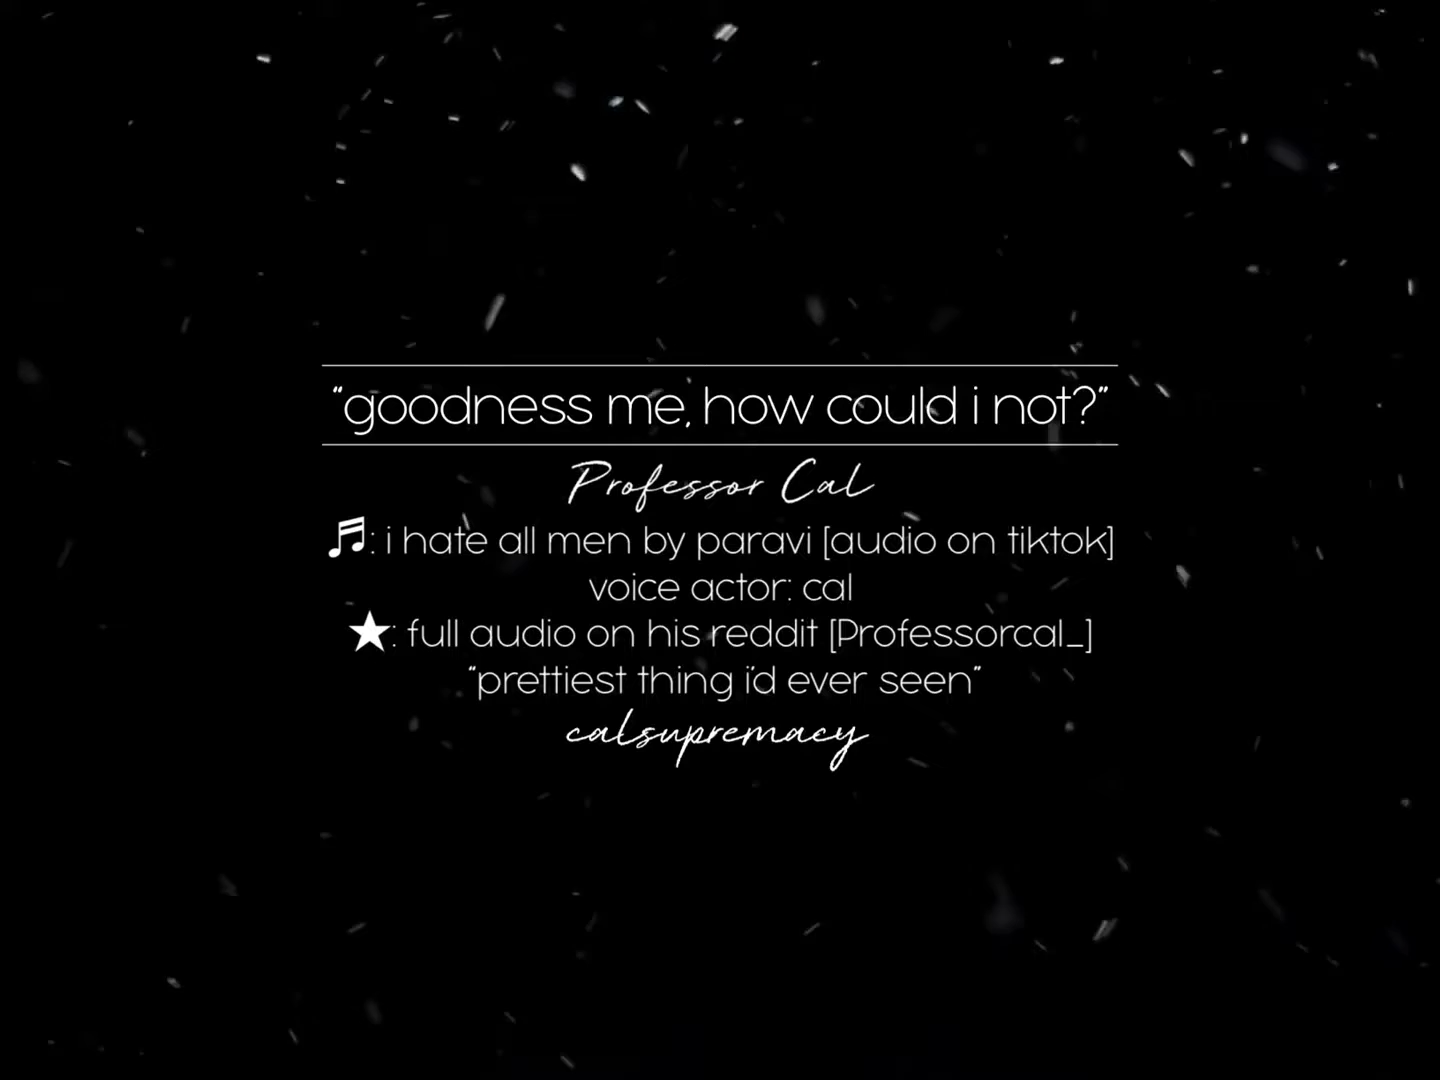 “goodness me, how could i not?”
Professor Cal
♬: i hate all men by paravi [audio on tiktok]
voice actor: cal
★: full audio on his reddit [Professorcal_]
“prettiest thing i'd ever seen”
calsupremacy